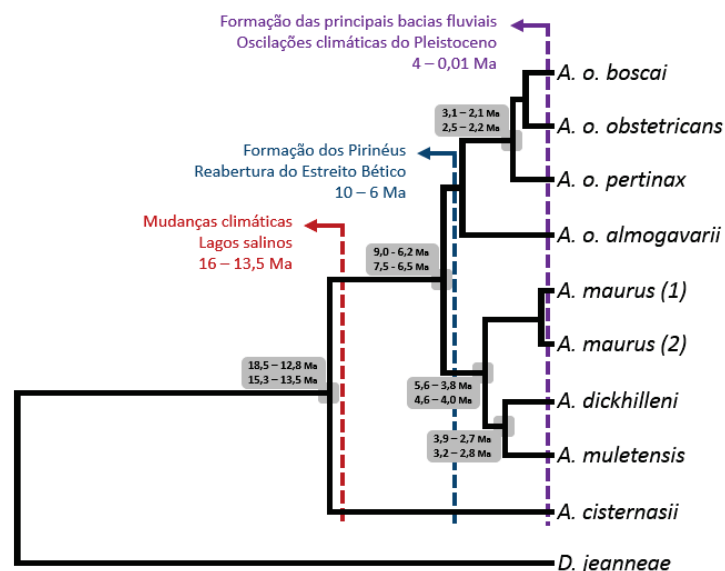 Formação das principais bacias fluviais
Oscilações climáticas do Pleistoceno
4 – 0,01 Ma
A. o. boscai
3,1 – 2,1 Ma
2,5 – 2,2 Ma
A. o. obstetricans
Formação dos Pirinéus
Reabertura do Estreito Bético
10 – 6 Ma
A. o. pertinax
Mudanças climáticas
Lagos salinos
16 – 13,5 Ma
A. o. almogavarii
9,0 - 6,2 Ma
7,5 - 6,5 Ma
A. maurus (1)
A. maurus (2)
18,5 – 12,8 Ma
15,3 – 13,5 Ma
5,6 – 3,8 Ma
4,6 – 4,0 Ma
A. dickhilleni
3,9 – 2,7 Ma
3,2 – 2,8 Ma
A. muletensis
A. cisternasii
D. jeanneae